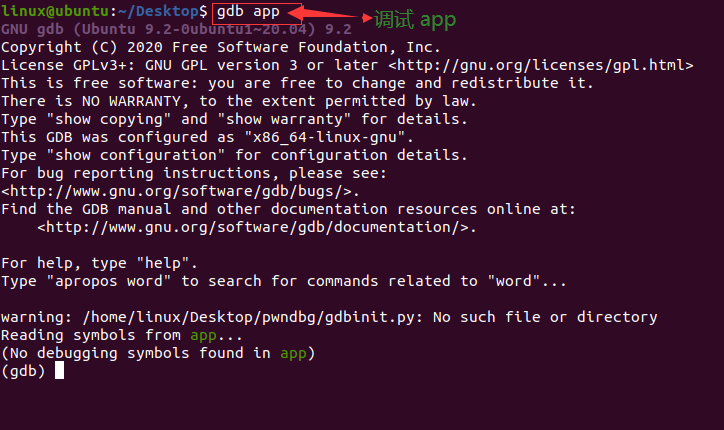 linux@ubuntu:~/Desktop$ gdb app 调试 app
GNU gdb (Ubuntu 9.2-0ubuntu1~20.04) 9.2
Copyright (C) 2020 Free Software Foundation, Inc.
License GPLv3+: GNU GPL version 3 or later <http://gnu.org/licenses/gpl.html>
This is free software: you are free to change and redistribute it.
There is NO WARRANTY, to the extent permitted by law.
Type "show copying" and "show warranty" for details.
This GDB was configured as "x86_64-linux-gnu".
Type "show configuration" for configuration details.
For bug reporting instructions, please see:
<http://www.gnu.org/software/gdb/bugs/>.
Find the GDB manual and other documentation resources online at:
    <http://www.gnu.org/software/gdb/documentation/>.

For help, type "help".
Type "apropos word" to search for commands related to "word"...

warning: /home/linux/Desktop/pwndbg/gdbinit.py: No such file or directory
Reading symbols from app...
(No debugging symbols found in app)
(gdb)